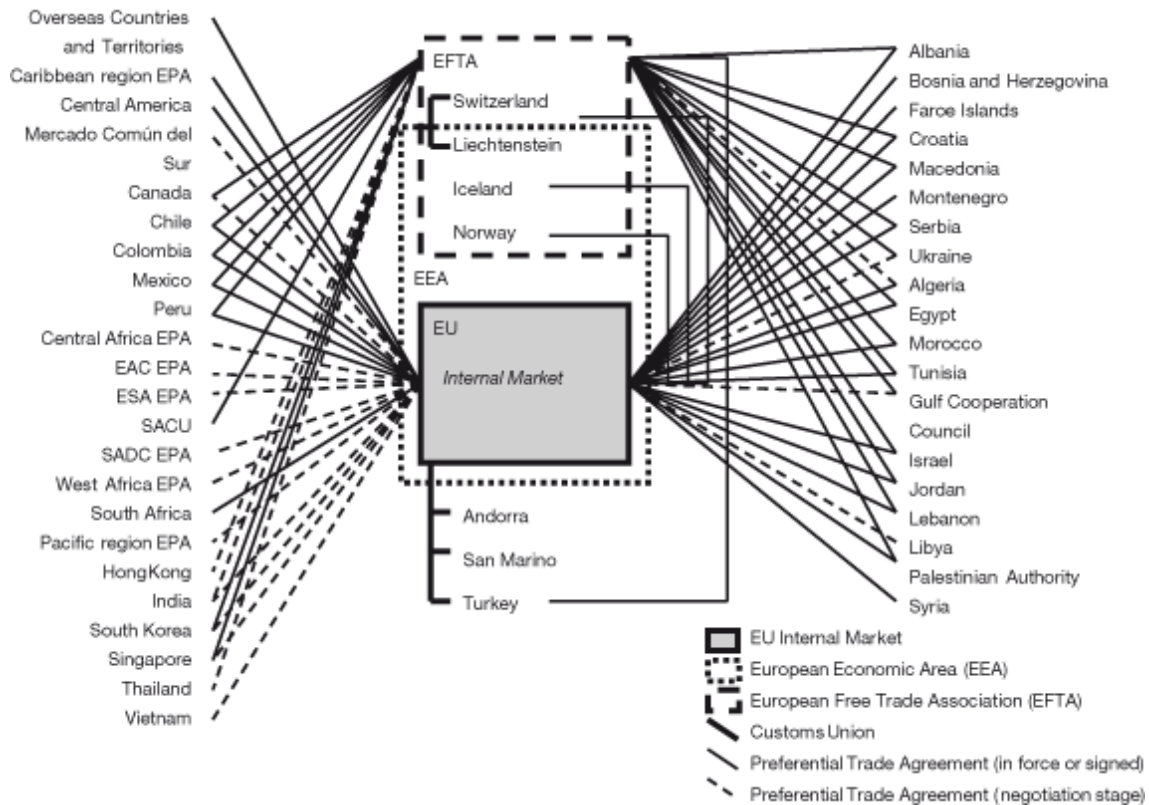 Overseas Countries
and Territories
Caribbean region EPA
Central America
Mercado Común del
Sur
Canada
Chile
Colombia
Mexico
Peru
Central Africa EPA
EAC EPA
ESA EPA
SACU
SADC EPA
West Africa EPA
South Africa
Pacific region EPA
HongKong
India
South Korea
Singapore
Thailand
Vietnam
EFTA
Switzerland
Liechtenstein
Iceland
Norway
EEA
EU
Internal Market
Andorra
San Marino
Turkey
Albania
Bosnia and Herzegovina
Faroe Islands
Croatia
Macedonia
Montenegro
Serbia
Ukraine
Algeria
Egypt
Morocco
Tunisia
Gulf Cooperation
Council
Israel
Jordan
Lebanon
Libya
Palestinian Authority
Syria
EU Internal Market
European Economic Area (EEA)
European Free Trade Association (EFTA)
Customs Union
Preferential Trade Agreement (in force or signed)
Preferential Trade Agreement (negotiation stage)